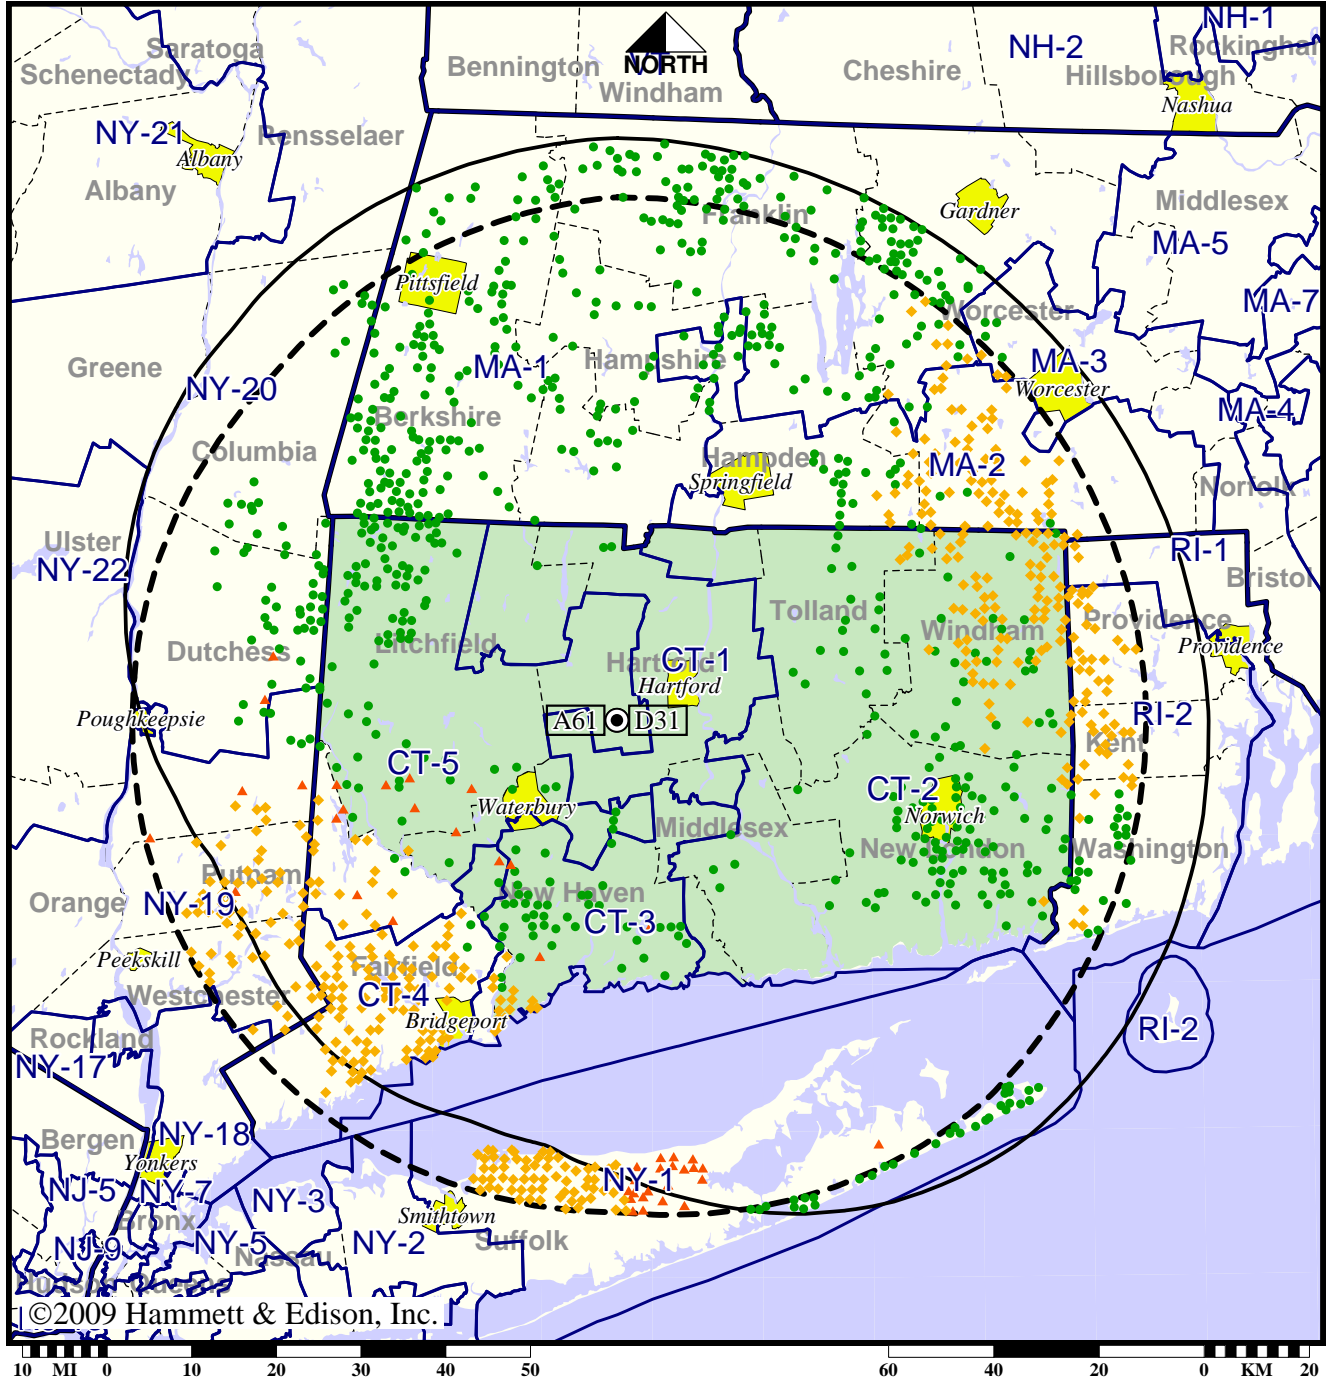 NH-1
Saratoga
NH-2
Rockingham
Schenectady
Bennington
NORTH
Cheshire
Hillsborough
Windham
Nashua
NY-21
Rensselaer
Albany
Albany
Middlesex
Gardner
Franklin
MA-5
Pittsfield
MA-7
Worcester
Greene
MA-1
Hampshire
MA-3
NY-20
Worcester
Berkshire
MA-4
Columbia
Hampden
MA-2
Springfield
Norfolk
Ulster
RI-1
NY-22
Bristol
Tolland
Providence
Windham
Dutchess
Litchfield
Hartford
CT-1
Providence
Hartford
Poughkeepsie
A61
D31
RI-2
Kent
CT-5
CT-2
Waterbury
Norwich
Middlesex
New London
Washington
Putnam
New Haven
Orange
NY-19
CT-3
Peekskill
Fairfield
Westchester
CT-4
Bridgeport
RI-2
Rockland
NY-17
Bergen
NY-18
Yonkers
NY-1
NJ-5
NY-7
NY-3
Smithtown
Bronx
NY-5
NY-2
Suffolk
NJ-9
Nassau
Hudson
Queens
©2009 Hammett & Edison, Inc.
10 MI 0 10 20 30 40 50 60 40 20 0 KM 20